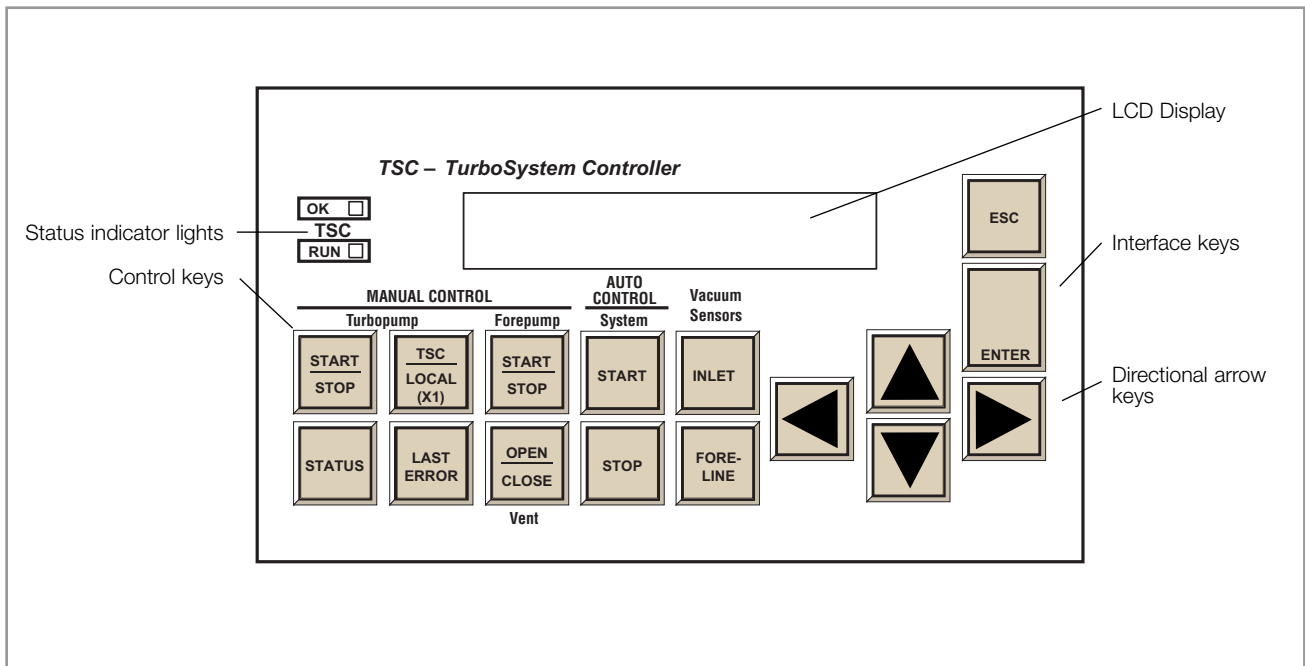 LCD Display
TSC – TurboSystem Controller
OK
TSC
RUN
Status indicator lights
Control keys
ESC
ENTER
Interface keys
Directional arrow
keys
MANUAL CONTROL
AUTO
CONTROL
Vacuum
Sensors
Turbopump
Forepump
System
START
STOP
TSC
LOCAL
(X1)
START
STOP
START
INLET
STATUS
LAST
ERROR
OPEN
CLOSE
STOP
FORE-
LINE
Vent